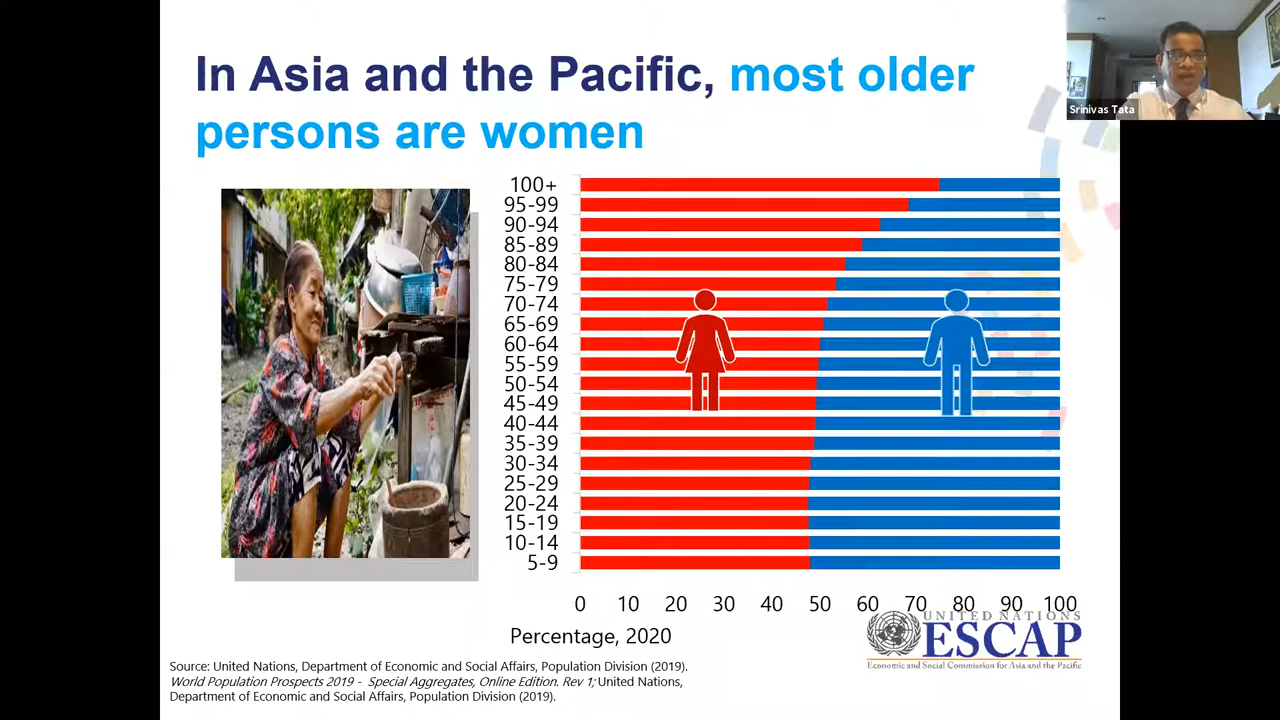 In Asia and the Pacific, most older
persons are women
Srinivas Tata
100+
95-99
90-94
85-89
80-84
75-79
70-74
65-69
60-64
55-59
50-54
45-49
40-44
35-39
30-34
25-29
20-24
15-19
10-14
5-9
0 10 20 30 40 50 60 70 80 90 100
Percentage, 2020
UNITED NATIONS
ESCAP
Economic and Social Commission for Asia and the Pacific
Source: United Nations, Department of Economic and Social Affairs, Population Division (2019).
World Population Prospects 2019 - Special Aggregates, Online Edition. Rev 1; United Nations,
Department of Economic and Social Affairs, Population Division (2019).